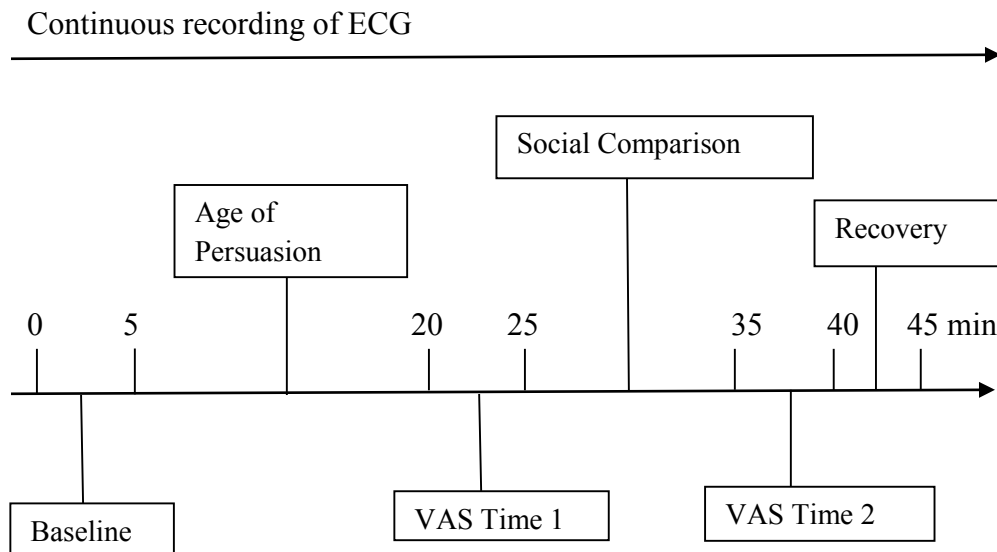 Continuous recording of ECG
Social Comparison
Age of
Persuasion
Recovery
0 5 20 25 35 40 45 min
Baseline
VAS Time 1
VAS Time 2